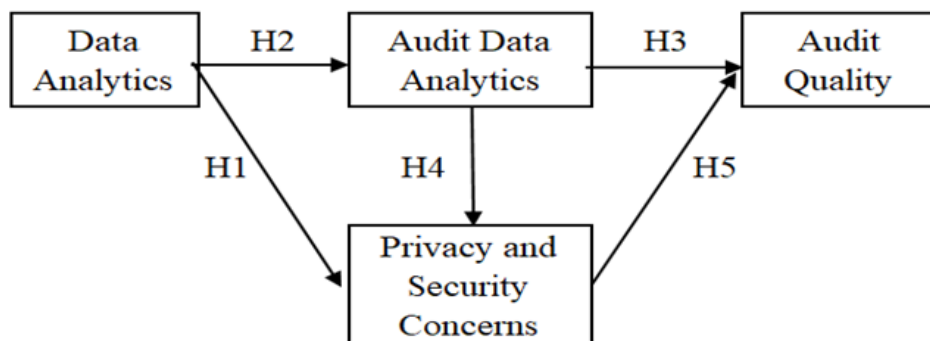 Data
Analytics
H2
Audit Data
Analytics
H3
Audit
Quality
H1
H4
H5
Privacy and
Security
Concerns